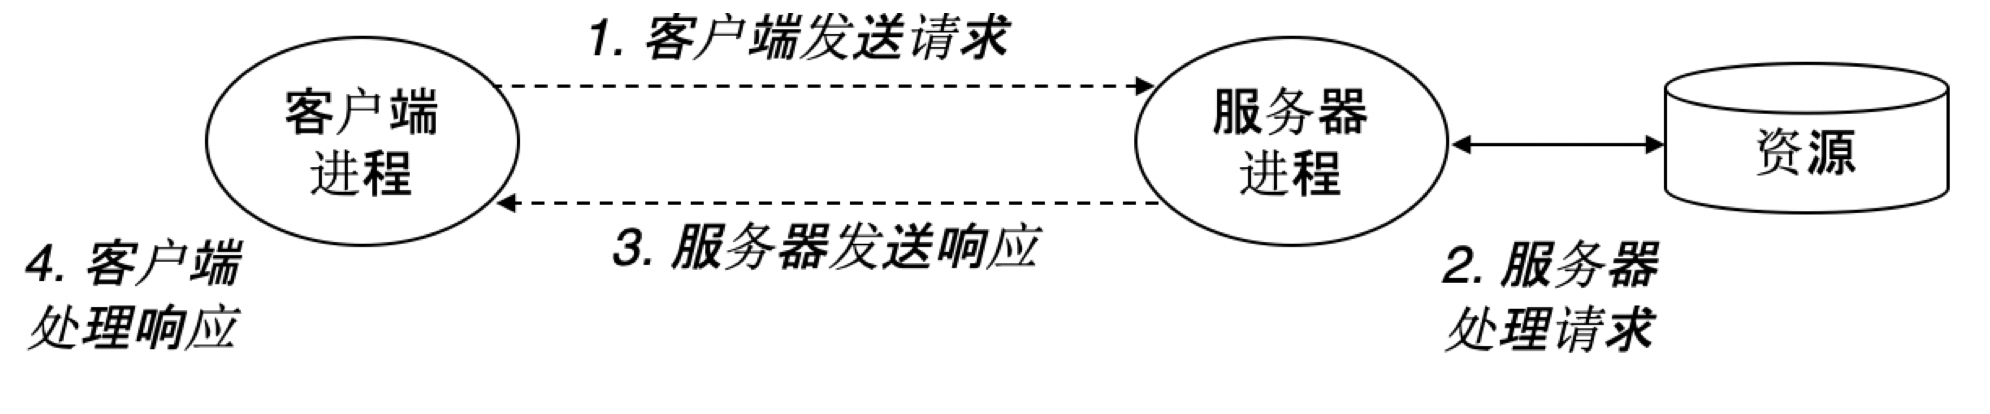 1. 客户端发送请求
客户端
进程
服务器
进程
资源
3. 服务器发送响应
4. 客户端
处理响应
2. 服务器
处理请求